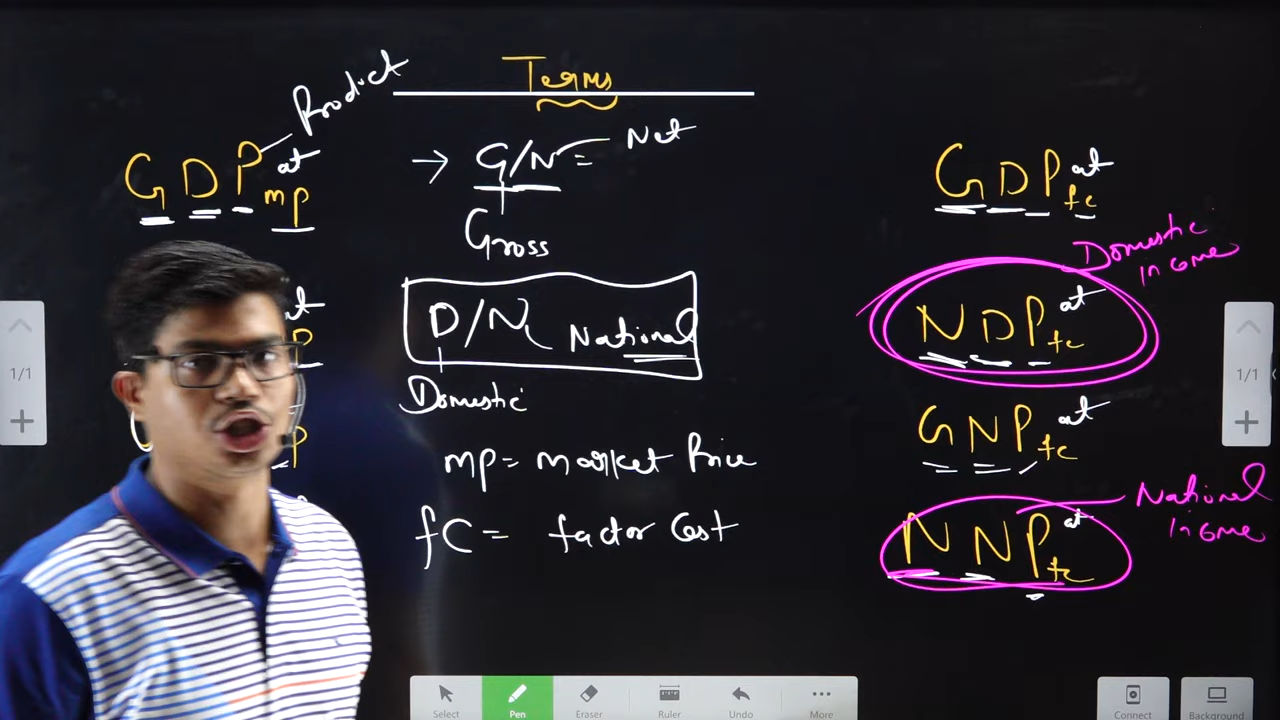 Terms
Product
GDP at mp
→ G/N = Net
Gross
D/N National
Domestic
mp = market Price
fc = factor Cost
at
P
P
GDP at fc
Domestic
Income
NDP at fc
GNP at fc
National
Income
NNP at fc
1/1
1/1
Select
Pen
Eraser
Ruler
Undo
More
Connect
Background